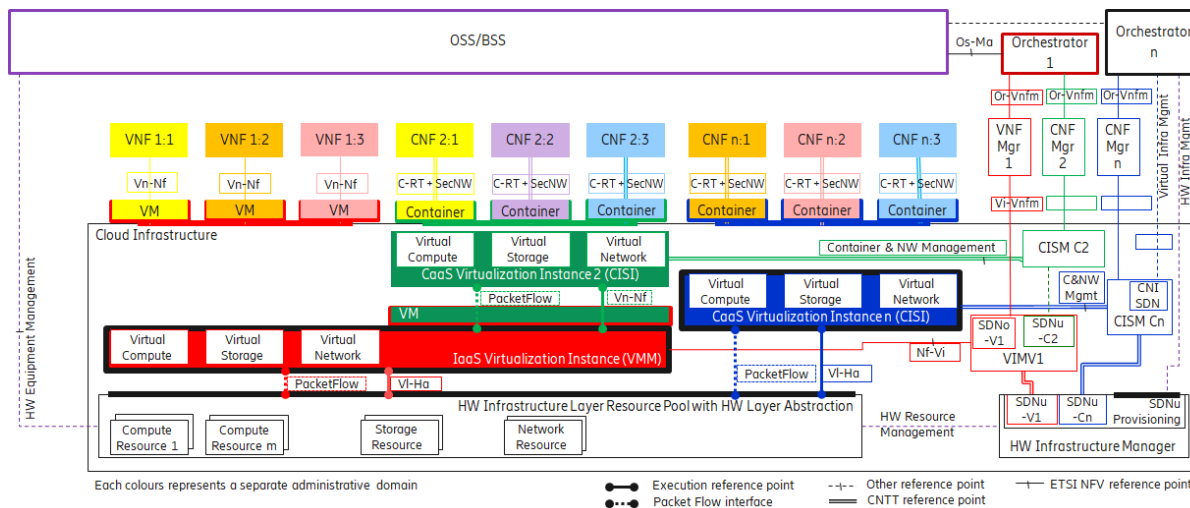 OSS/BSS
Os-Ma
Orchestrator
1
Orchestrator
n
Or-Vnfm
Or-Vnfm
Or-Vnfm
VNF 1:1
VNF 1:2
VNF 1:3
CNF 2:1
CNF 2:2
CNF 2:3
CNF n:1
CNF n:2
CNF n:3
VNF
Mgr
1
CNF
Mgr
2
CNF
Mgr n
Virtual Infra Mgmt
HW Infra Mgmt
Vn-Nf
Vn-Nf
Vn-Nf
C-RT + SecNW
C-RT + SecNW
C-RT + SecNW
C-RT + SecNW
C-RT + SecNW
C-RT + SecNW
Vi-Vnfm
VM
VM
VM
Container
Container
Container
Container
Container
Container
Cloud Infrastructure
Virtual
Compute
Virtual
Storage
Virtual
Network
CaaS Virtualization Instance 2 (CISI)
Container & NW Management
CISM C2
PacketFlow
Vn-Nf
Virtual
Compute
Virtual
Storage
Virtual
Network
CaaS Virtualization Instance n (CISI)
C&NW
Mgmt
CNI
SDN
CISM Cn
VM
Virtual
Compute
Virtual
Storage
Virtual
Network
IaaS Virtualization Instance (VMM)
Nf-Vi
SDNo
-V1
SDNu
-C2
VIMV1
HW Equipment Management
PacketFlow
Vl-Ha
PacketFlow
Vl-Ha
HW Infrastructure Layer Resource Pool with HW Layer Abstraction
Compute
Resource 1
Compute
Resource m
Storage
Resource
Network
Resource
HW Resource
Management
SDNu
-V1
SDNu
-Cn
SDNu
Provisioning
HW Infrastructure Manager
Each colours represents a separate administrative domain
Execution reference point
Packet Flow interface
Other reference point
CNTT reference point
ETSI NFV reference point